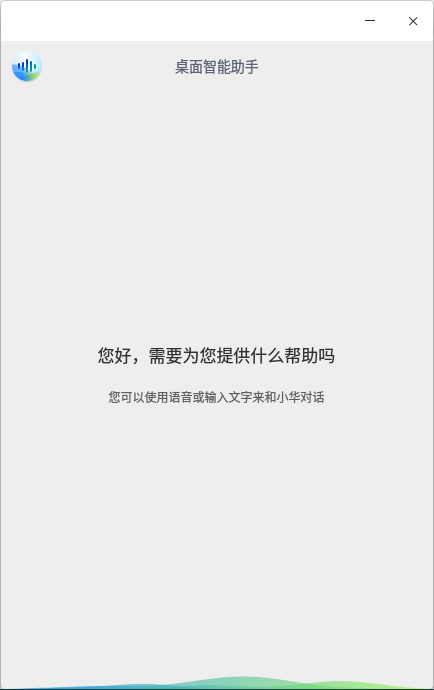 桌面智能助手
您好，需要为您提供什么帮助吗
您可以使用语音或输入文字来和小华对话